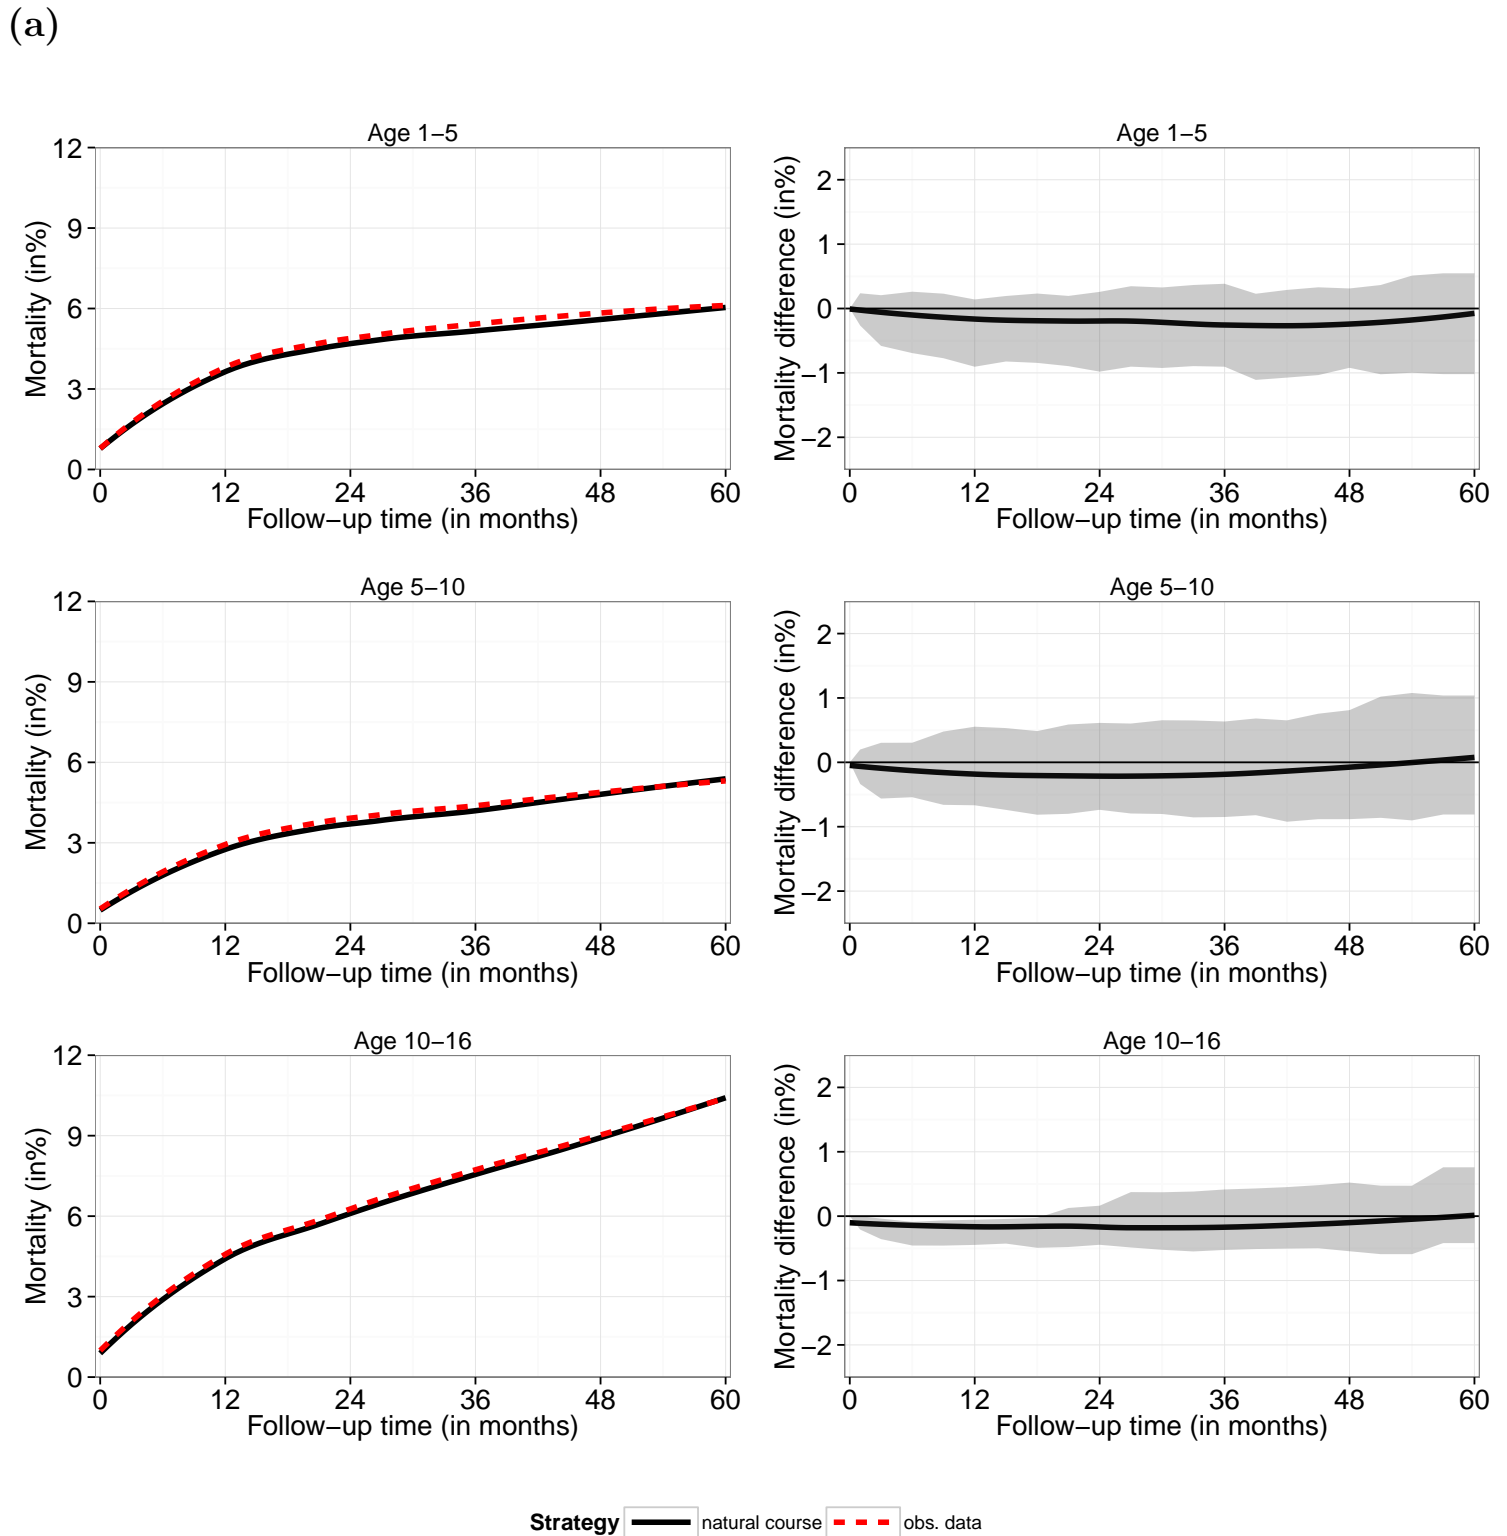 (a)
Age 1–5
Mortality (in%)
12
9
6
3
0
0 12 24 36 48 60
Follow–up time (in months)
Age 1–5
Mortality difference (in%)
2
1
0
–1
–2
0 12 24 36 48 60
Follow–up time (in months)
Age 5–10
Mortality (in%)
12
9
6
3
0
0 12 24 36 48 60
Follow–up time (in months)
Age 5–10
Mortality difference (in%)
2
1
0
–1
–2
0 12 24 36 48 60
Follow–up time (in months)
Age 10–16
Mortality (in%)
12
9
6
3
0
0 12 24 36 48 60
Follow–up time (in months)
Age 10–16
Mortality difference (in%)
2
1
0
–1
–2
0 12 24 36 48 60
Follow–up time (in months)
Strategy natural course obs. data